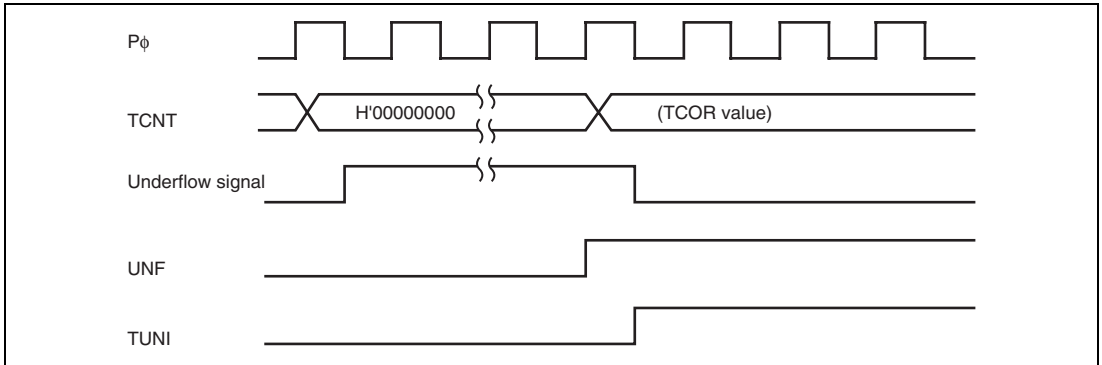 Pφ
TCNT
H'00000000
(TCOR value)
Underflow signal
UNF
TUNI